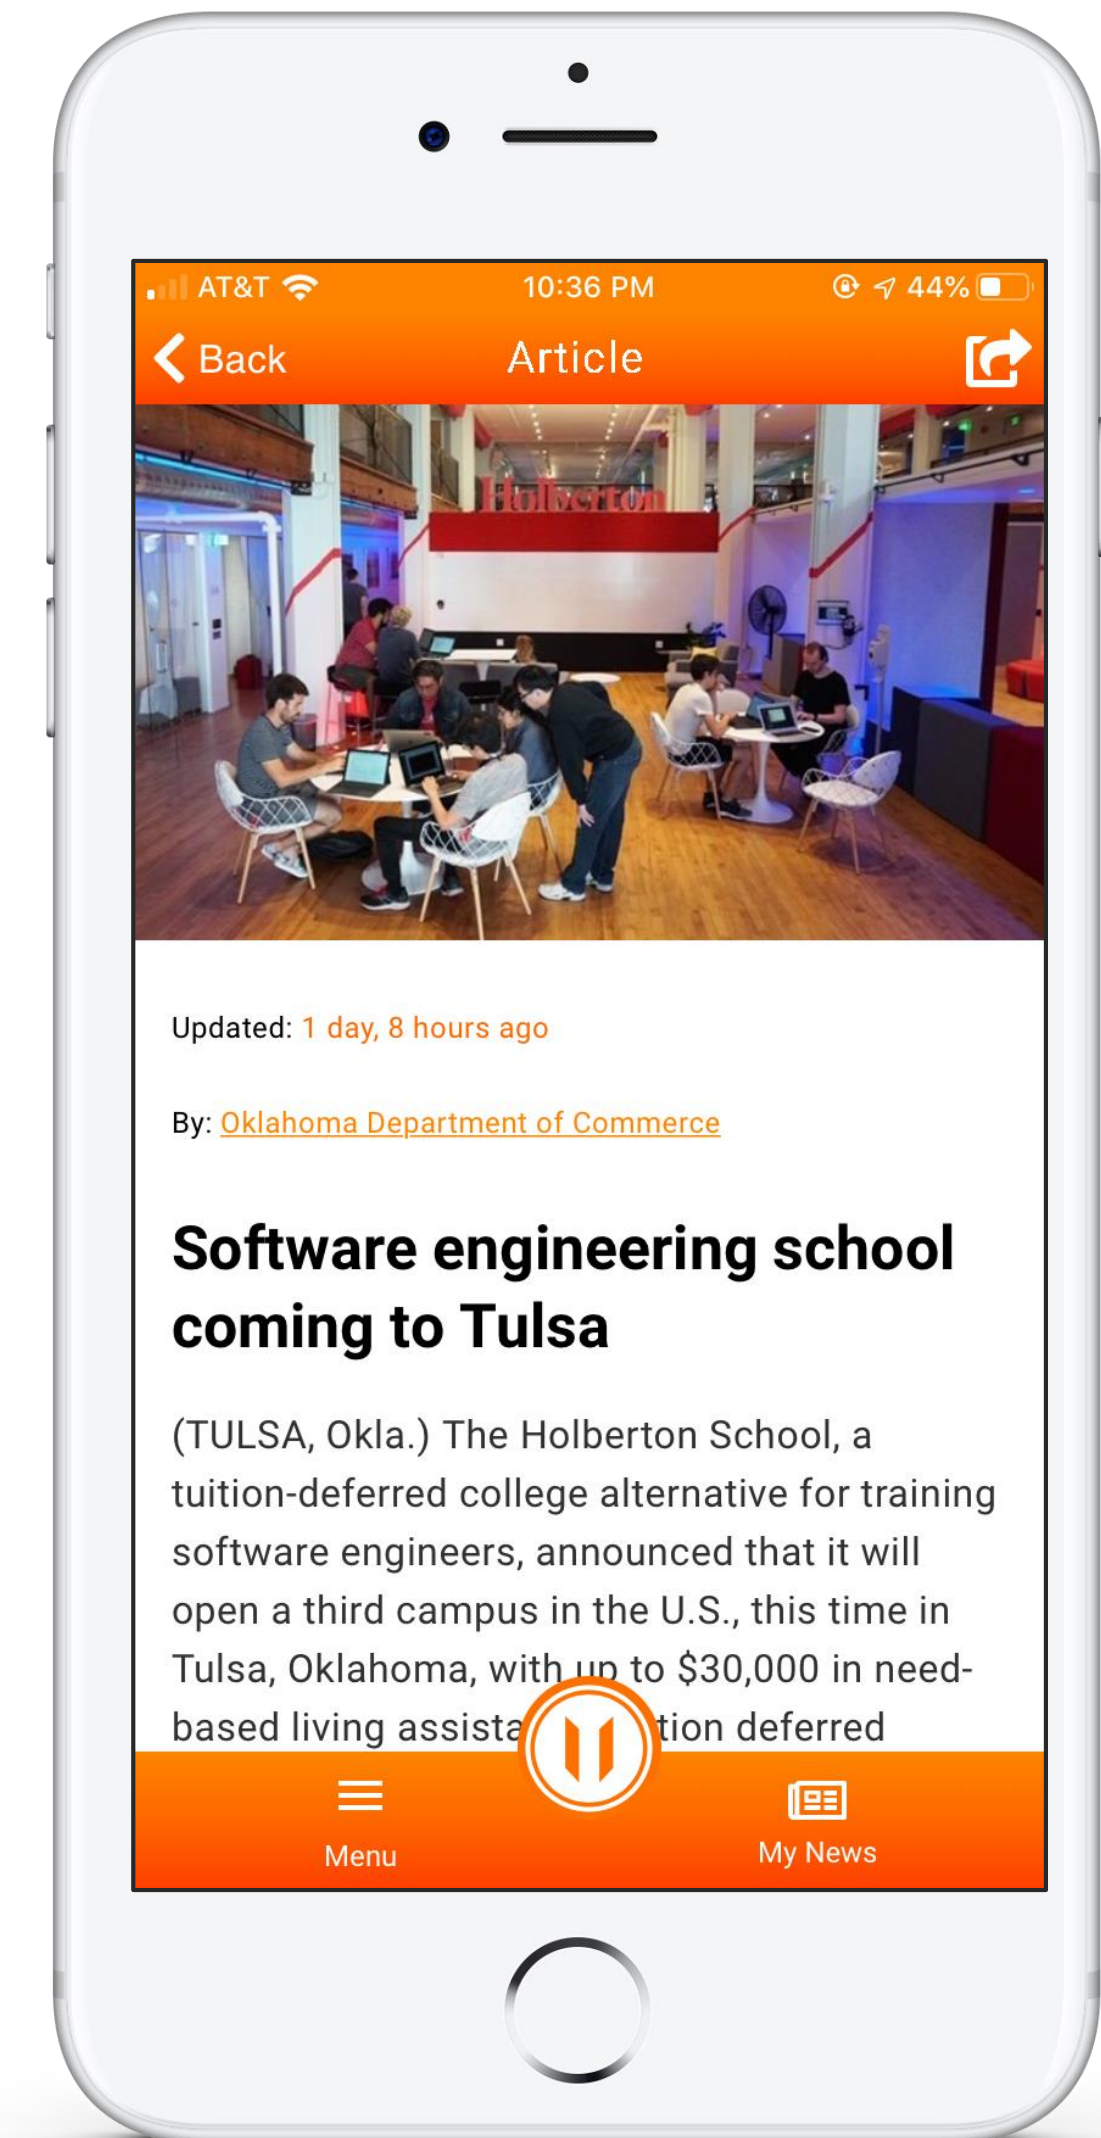 AT&T 10:36 PM 44%
Back Article
Holberton
Updated: 1 day, 8 hours ago
By: Oklahoma Department of Commerce
Software engineering school
coming to Tulsa
(TULSA, Okla.) The Holberton School, a
tuition-deferred college alternative for training
software engineers, announced that it will
open a third campus in the U.S., this time in
Tulsa, Oklahoma, with up to $30,000 in need-
based living deferred
Menu My News